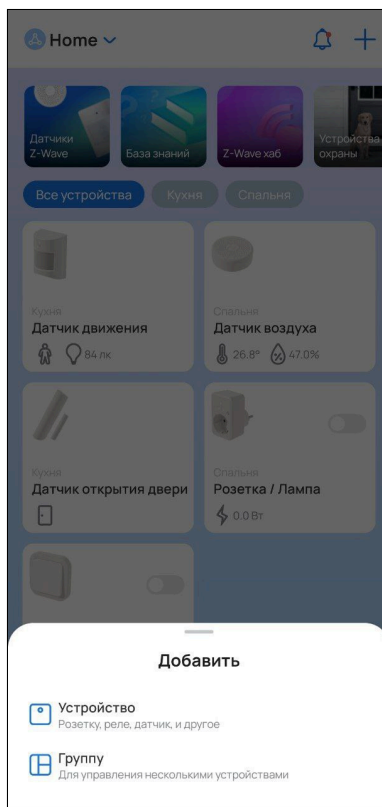 Home
Датчики
Z-Wave
База знаний
Z-Wave хаб
Устройства
охраны
Все устройства
Кухня
Спальня
Кухня
Датчик движения
84 лк
Спальня
Датчик воздуха
26.8° 47.0%
Кухня
Датчик открытия двери
Спальня
Розетка / Лампа
0.0 Вт
Добавить
Устройство
Розетку, реле, датчик, и другое
Группу
Для управления несколькими устройствами